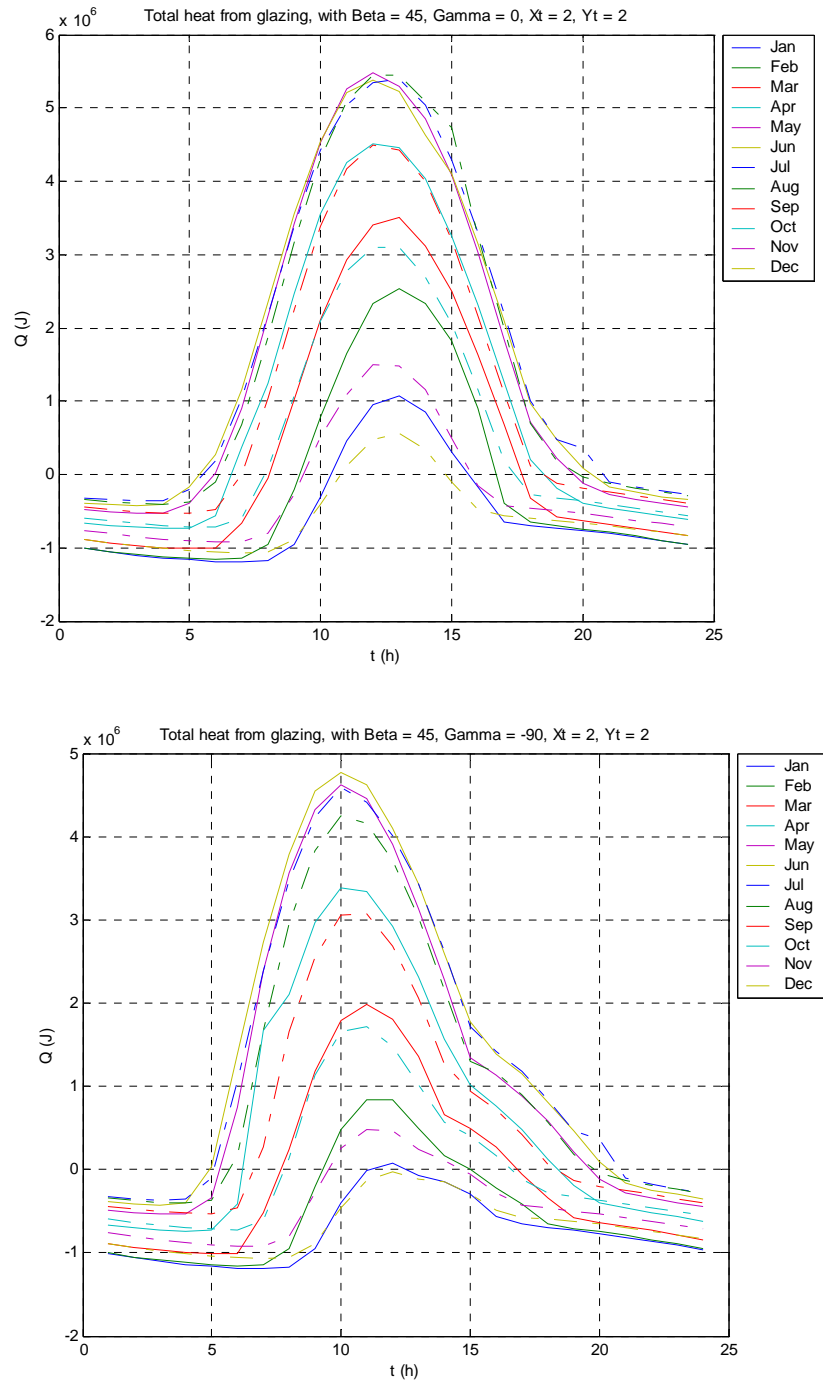 x 10^6
Total heat from glazing, with Beta = 45, Gamma = 0, Xt = 2, Yt = 2
6
5
4
3
2
1
0
-1
-2
Q (J)
0
5
10
15
20
25
t (h)
Jan
Feb
Mar
Apr
May
Jun
Jul
Aug
Sep
Oct
Nov
Dec
x 10^6
Total heat from glazing, with Beta = 45, Gamma = -90, Xt = 2, Yt = 2
5
4
3
2
1
0
-1
-2
Q (J)
0
5
10
15
20
25
t (h)
Jan
Feb
Mar
Apr
May
Jun
Jul
Aug
Sep
Oct
Nov
Dec